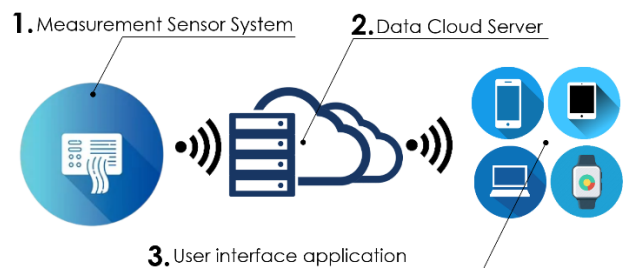 1. Measurement Sensor System
2. Data Cloud Server
3. User interface application